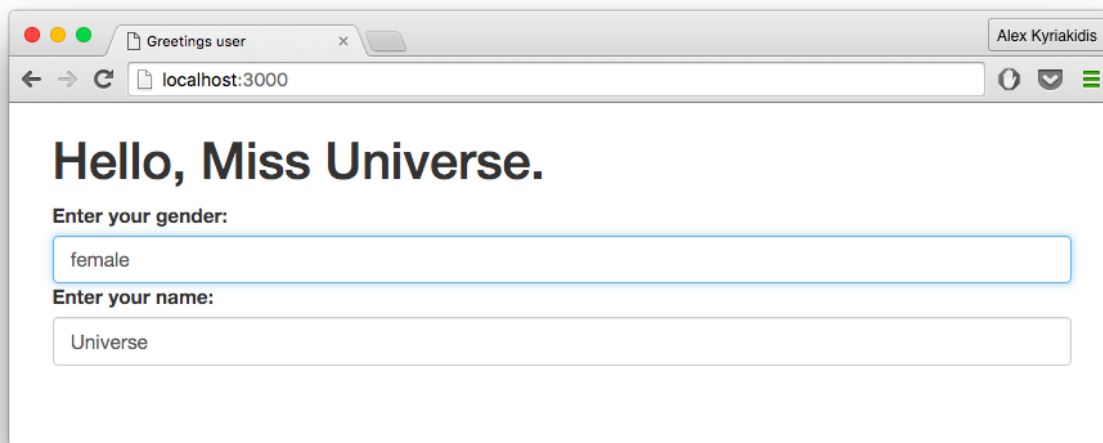 Greetings user
Alex Kyriakidis
localhost:3000
Hello, Miss Universe.
Enter your gender:
female
Enter your name:
Universe